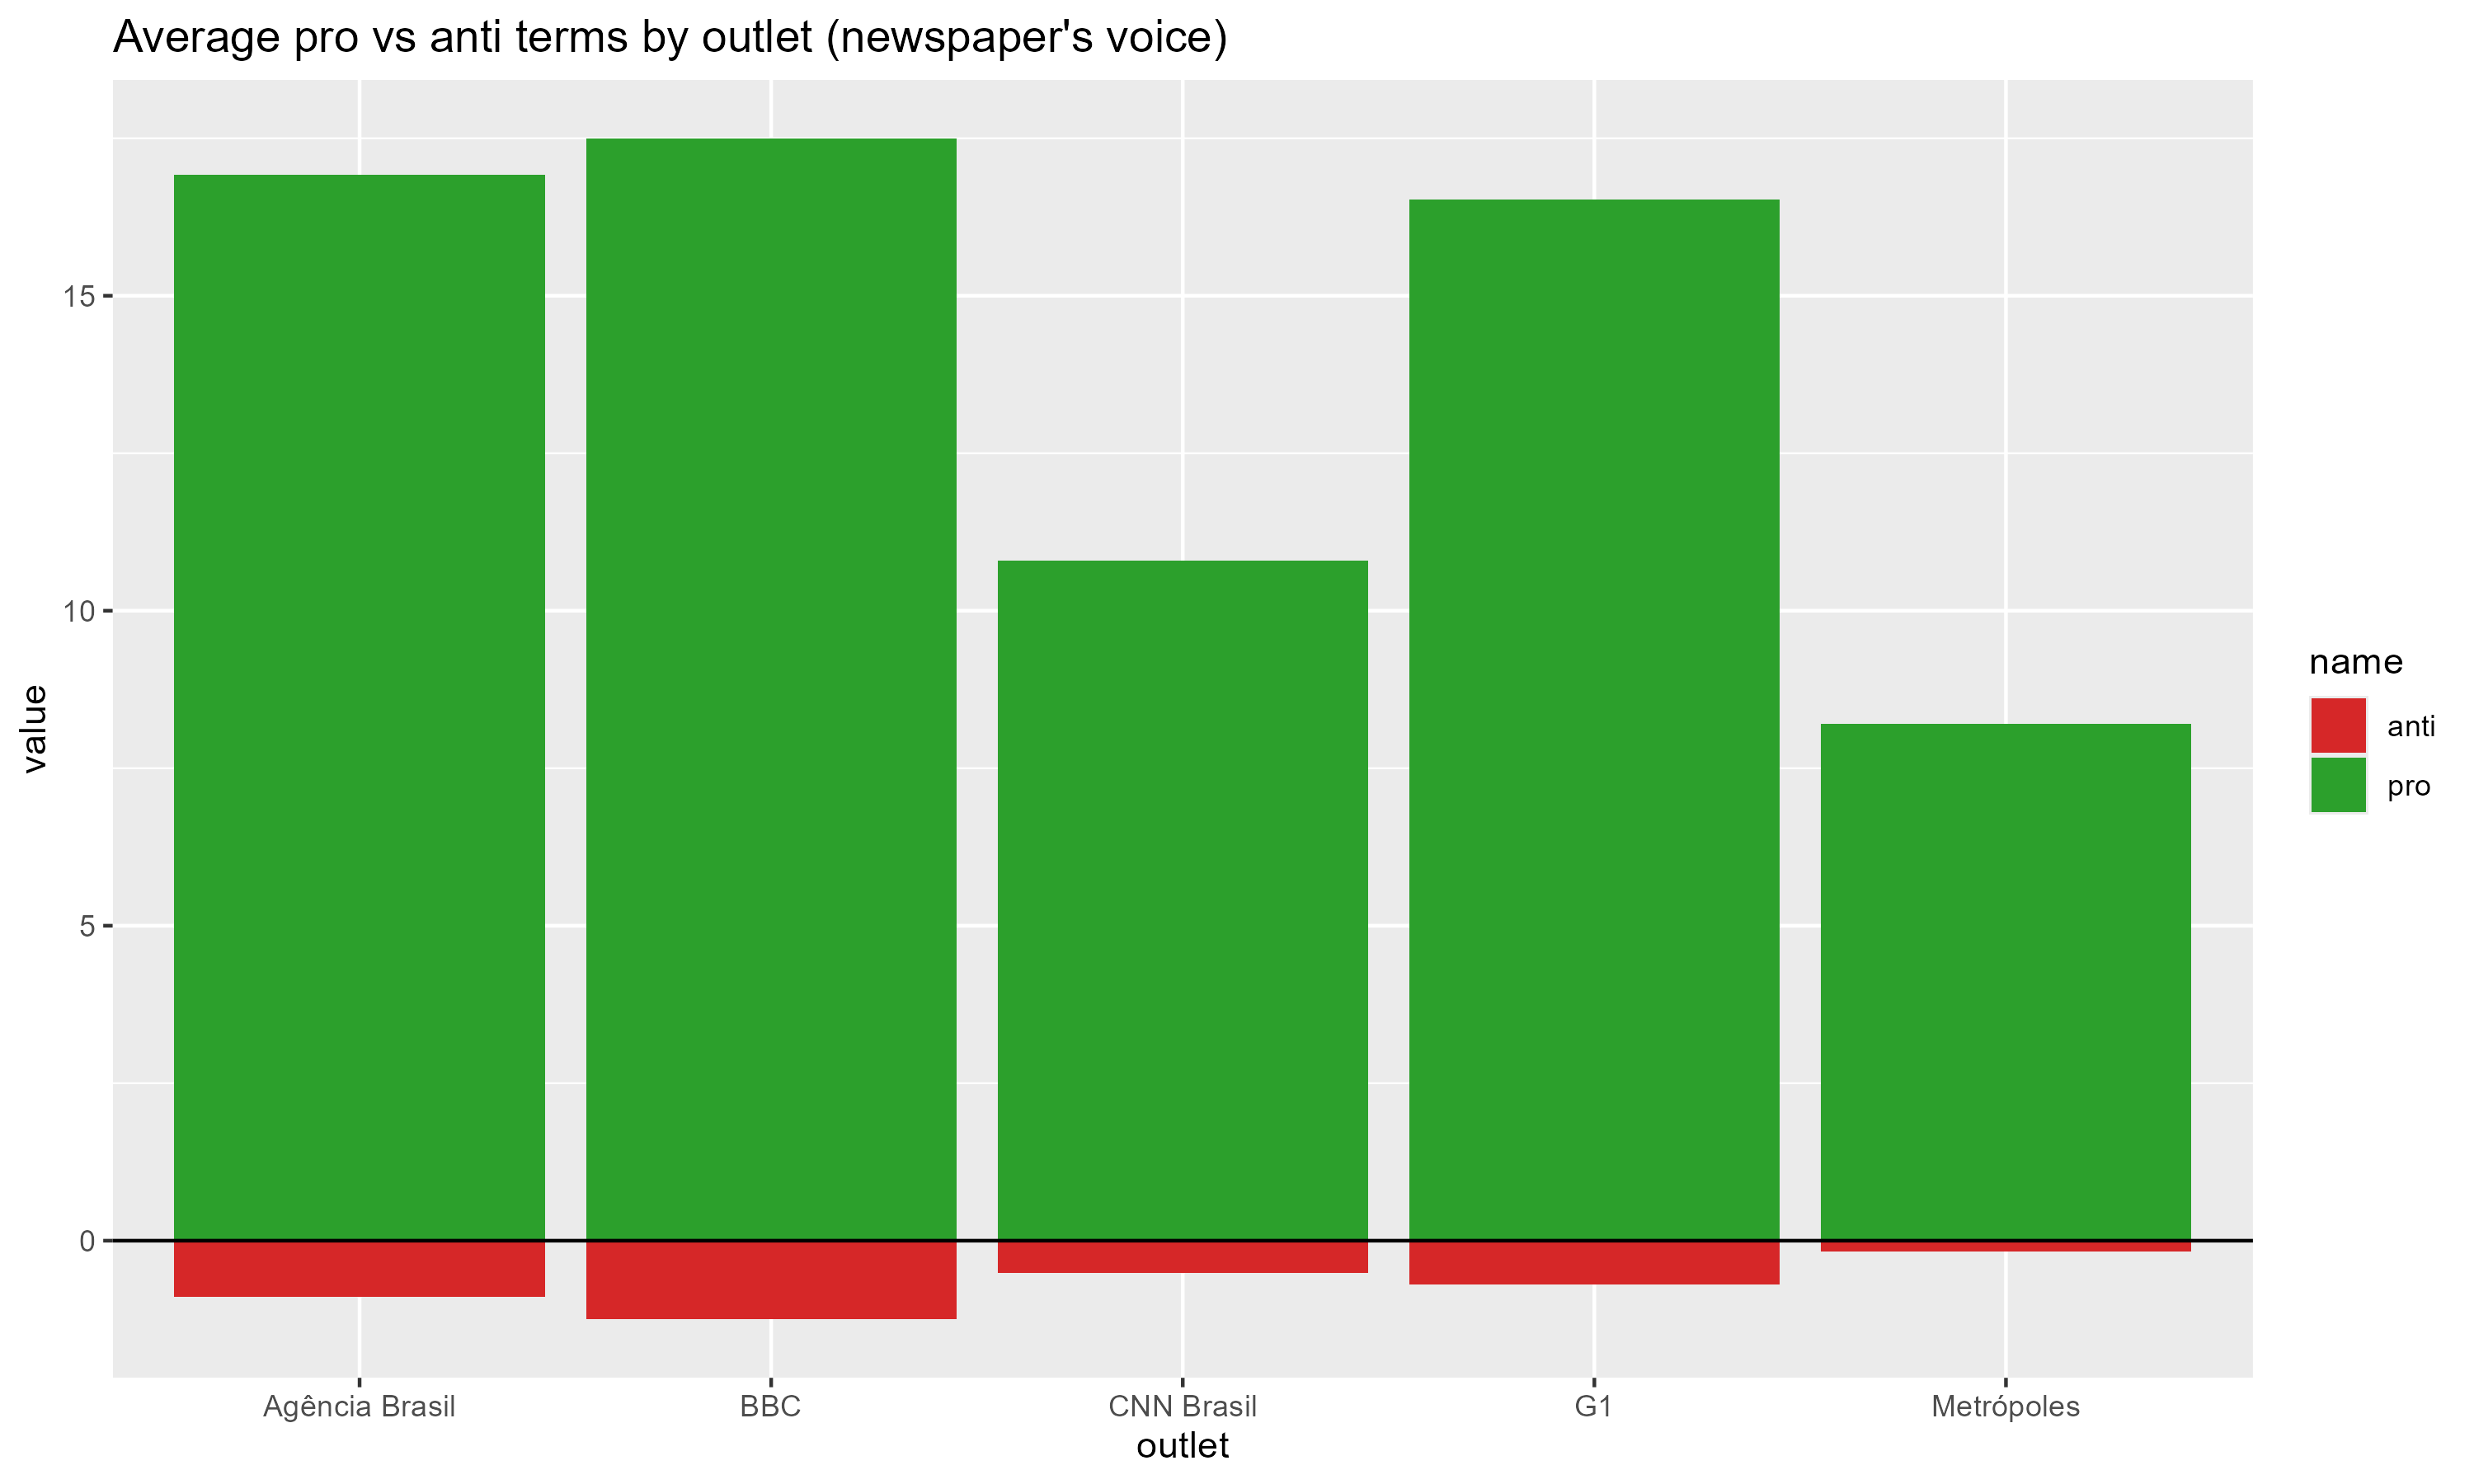 Average pro vs anti terms by outlet (newspaper's voice)
15
10
5
0
value
Agência Brasil
BBC
CNN Brasil
G1
Metrópoles
outlet
name
anti
pro